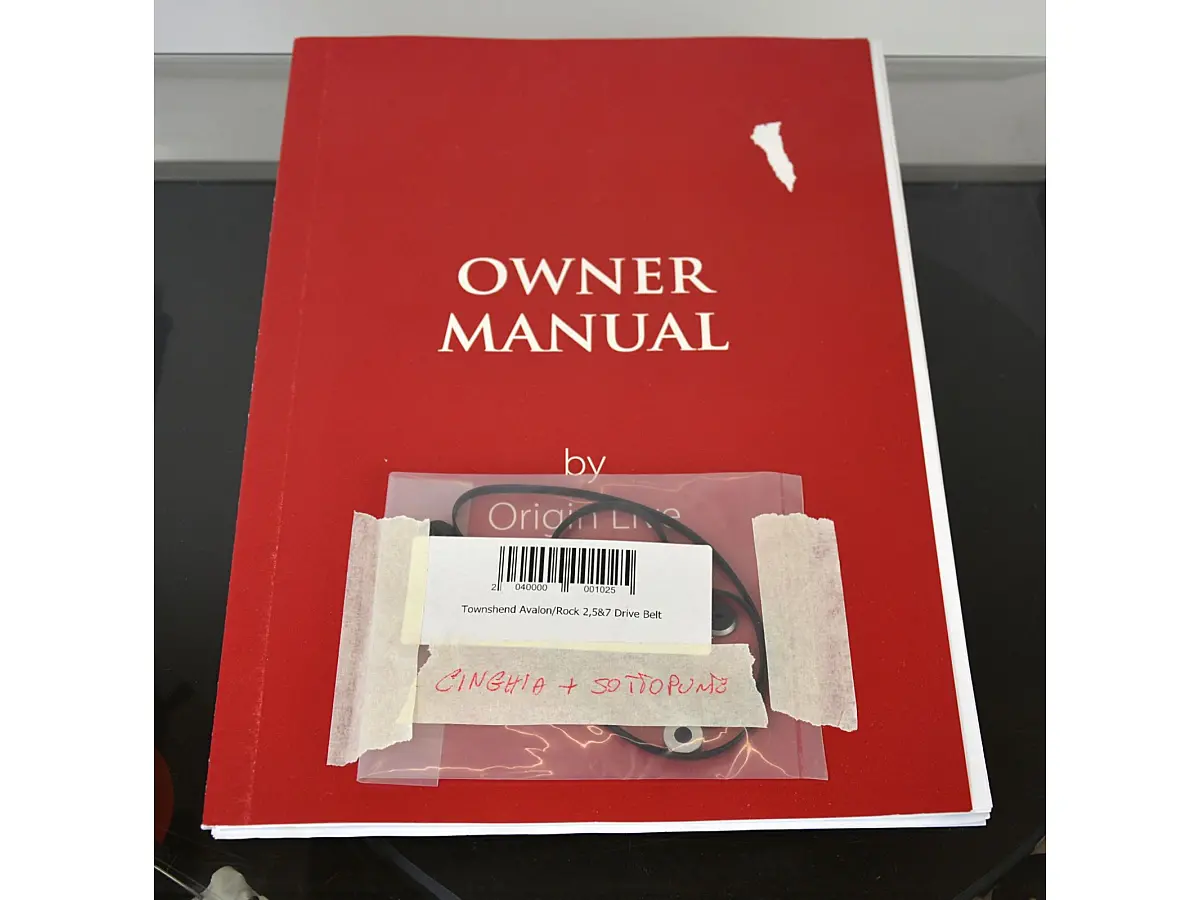 OWNER
MANUAL
by
Origin Live
2 040000 001025
Townshend Avalon/Rock 2,5&7 Drive Belt
CINGHIA + SOTTOPUNTE